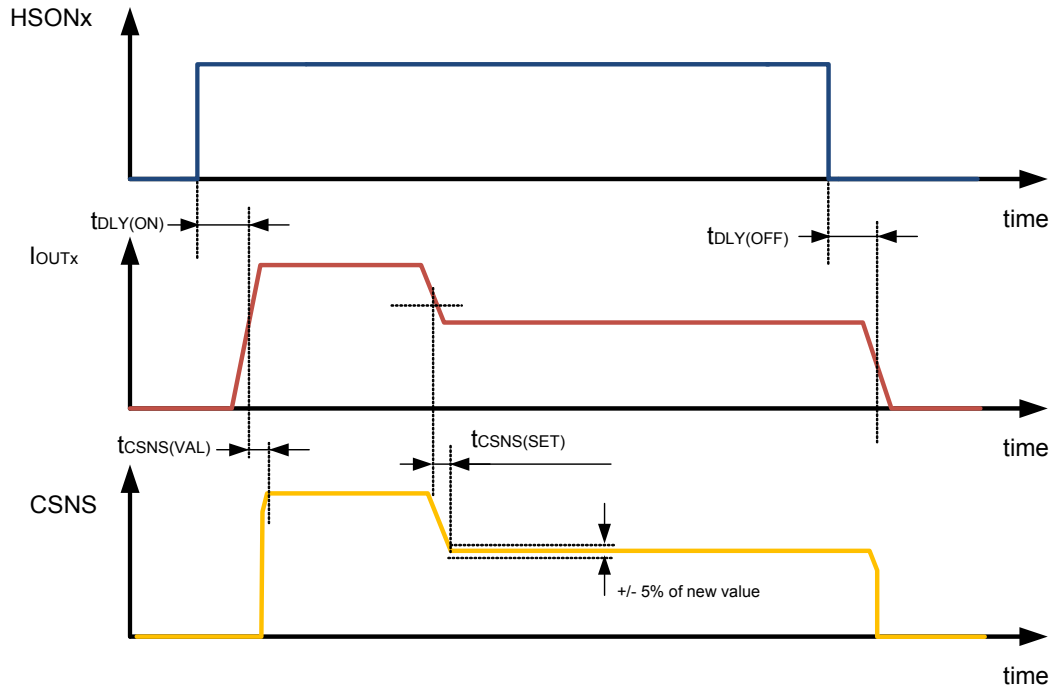 HSONx
time
tDLY(ON)
tDLY(OFF)
IOUTx
time
tCSNS(VAL)
tCSNS(SET)
CSNS
+/- 5% of new value
time